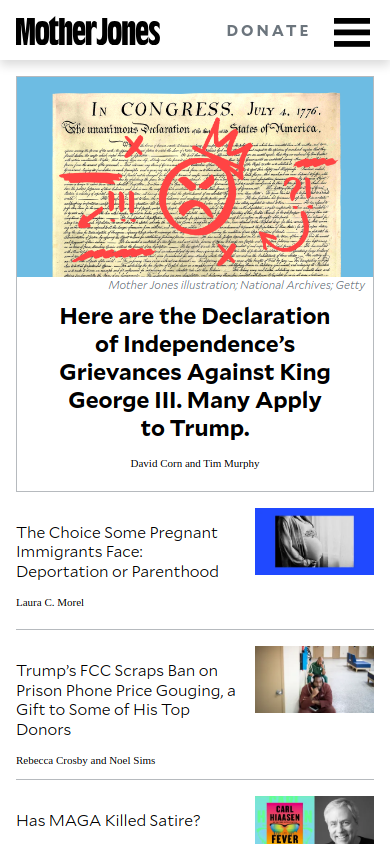 Mother Jones
DONATE
IN CONGRESS. JULY 4, 1776.
The unanimous Declaration of the States of America.
!!!
?!
Mother Jones illustration; National Archives; Getty
Here are the Declaration
of Independence’s
Grievances Against King
George III. Many Apply
to Trump.
David Corn and Tim Murphy
The Choice Some Pregnant
Immigrants Face:
Deportation or Parenthood
Laura C. Morel
Trump’s FCC Scraps Ban on
Prison Phone Price Gouging, a
Gift to Some of His Top
Donors
Rebecca Crosby and Noel Sims
Has MAGA Killed Satire?
CARL
HIAASEN
FEVER